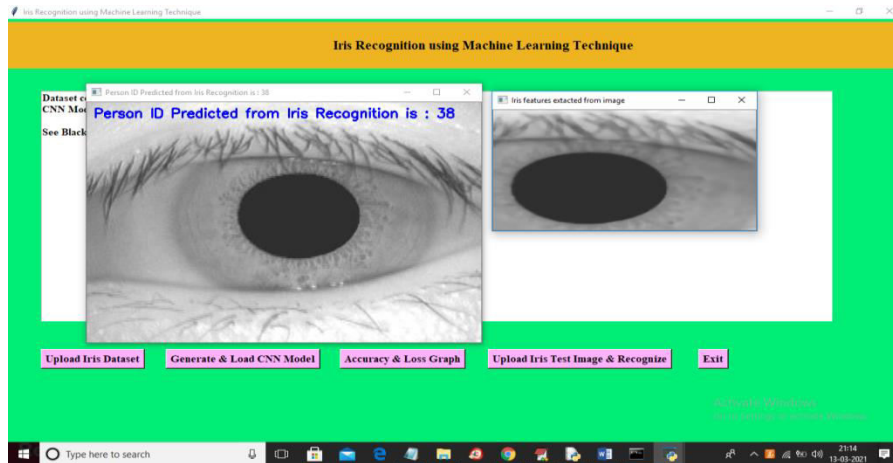 Iris Recognition using Machine Learning Technique
Iris Recognition using Machine Learning Technique
Dataset
CNN
See Black
Person ID Predicted from Iris Recognition is : 38
Person ID Predicted from Iris Recognition is : 38
Iris features extacted from image
Upload Iris Dataset
Generate & Load CNN Model
Accuracy & Loss Graph
Upload Iris Test Image & Recognize
Exit
Activate Windows
Type here to search
21:14
13-03-2021